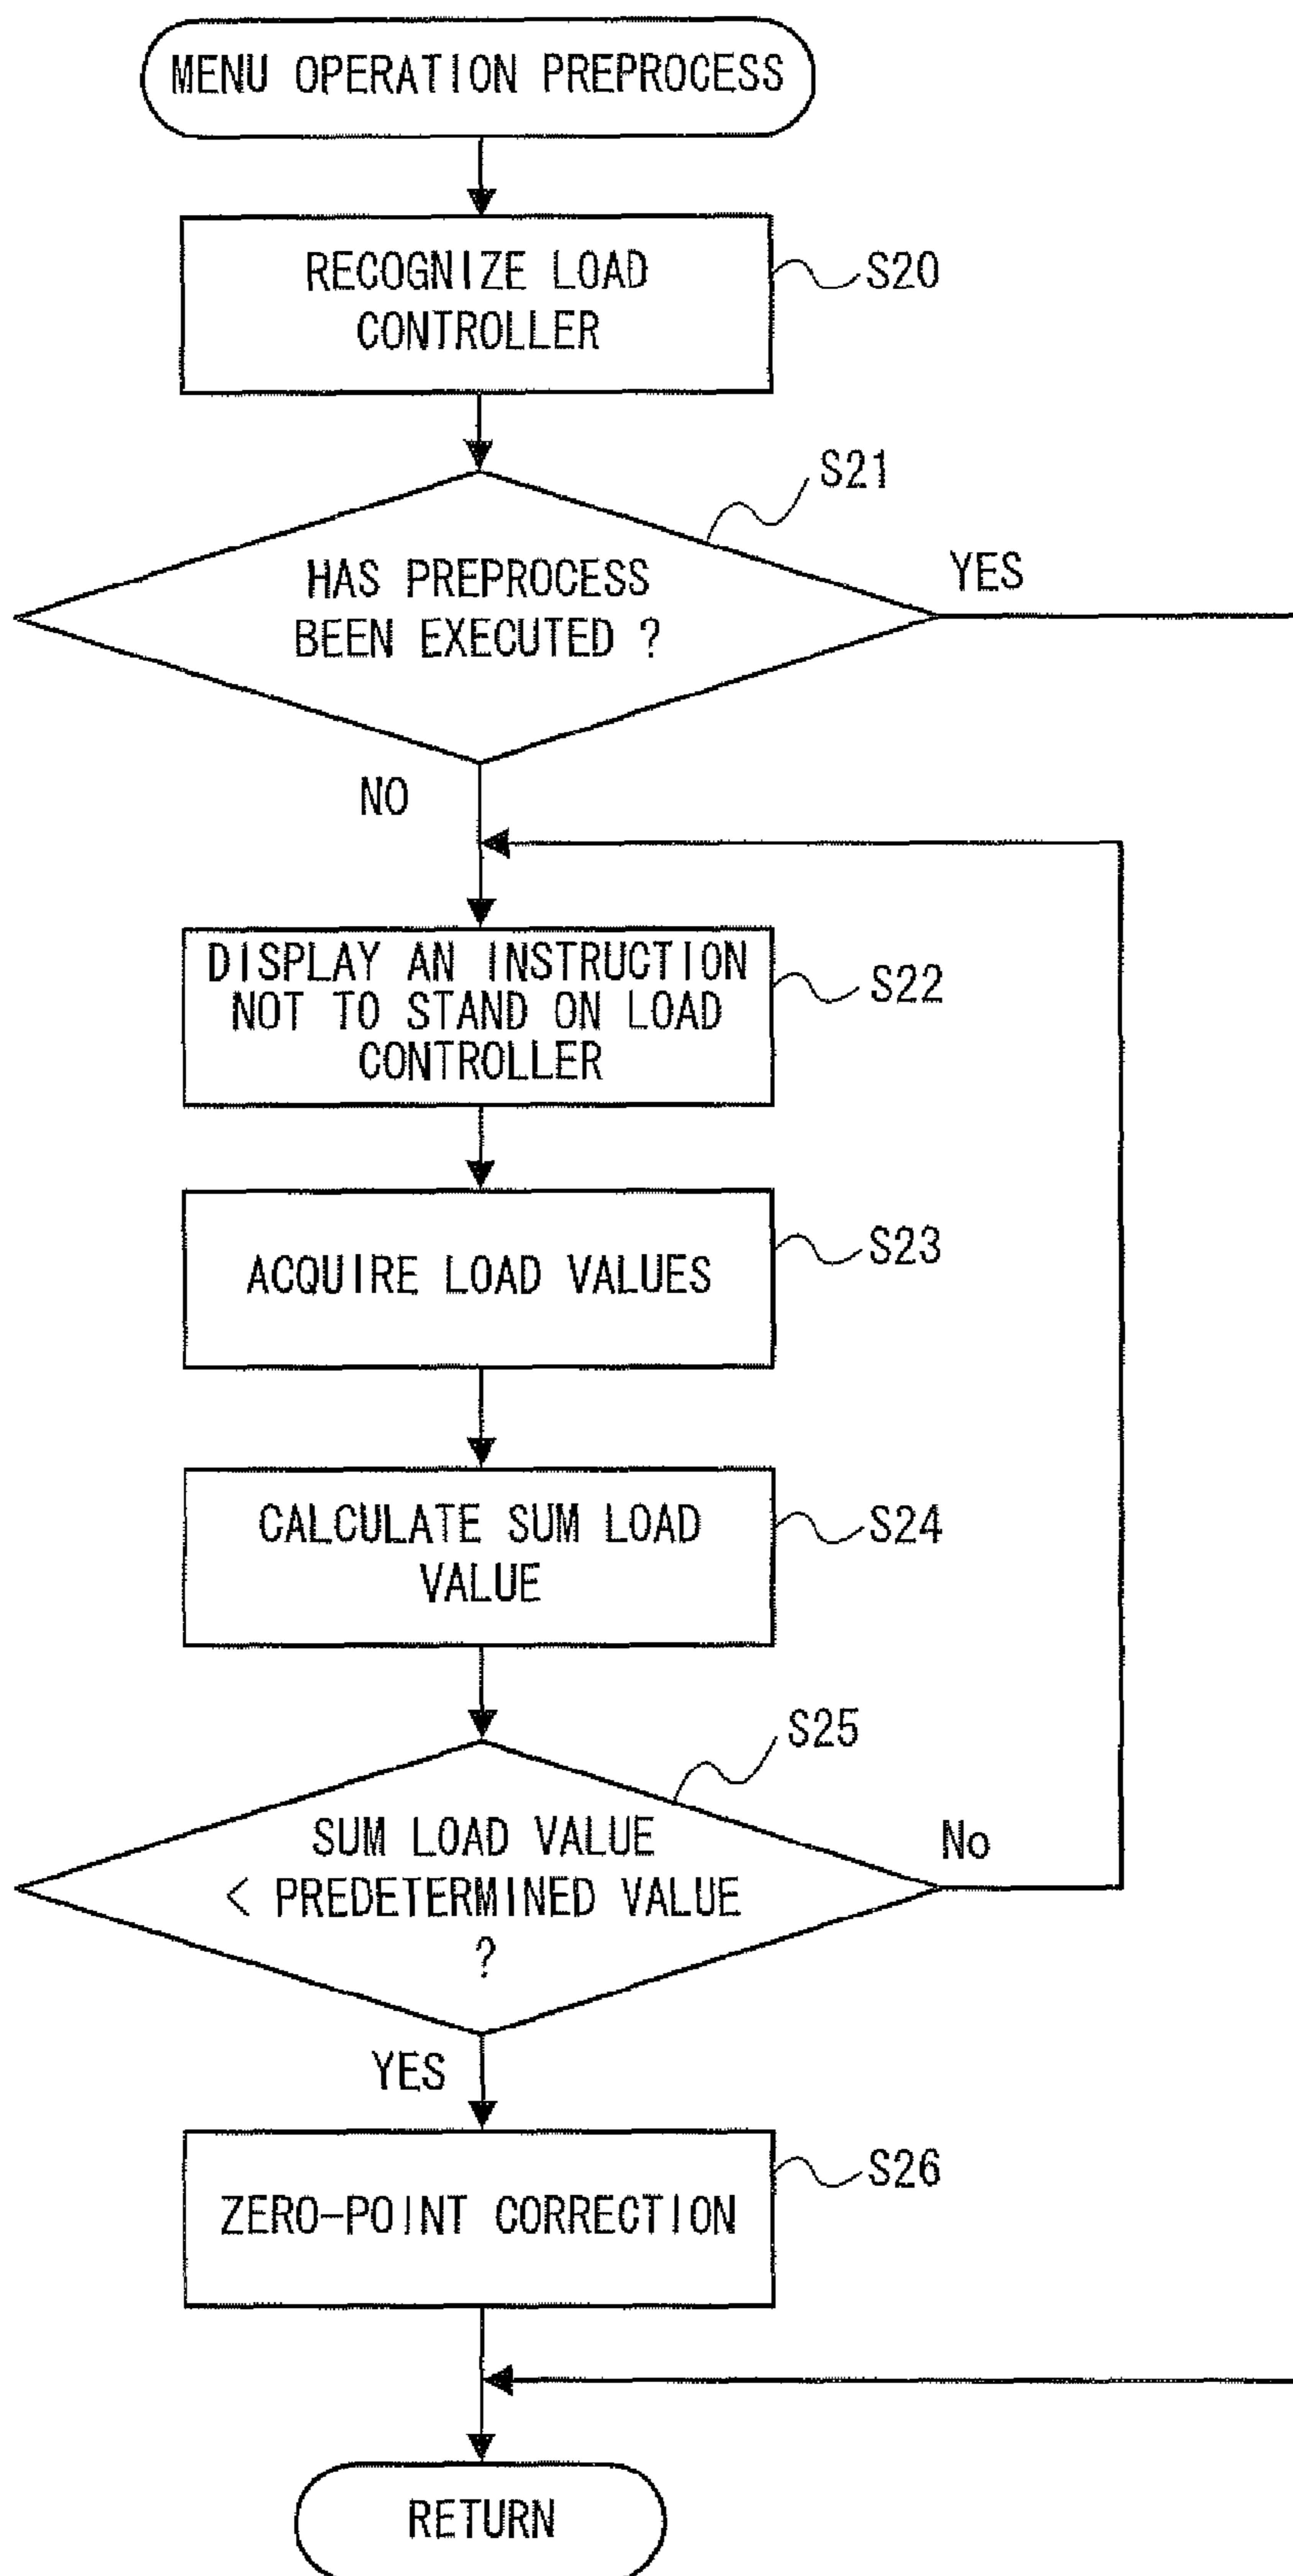 MENU OPERATION PREPROCESS
RECOGNIZE LOAD
CONTROLLER
S20
S21
HAS PREPROCESS
BEEN EXECUTED ?
YES
NO
DISPLAY AN INSTRUCTION
NOT TO STAND ON LOAD
CONTROLLER
S22
ACQUIRE LOAD VALUES
S23
CALCULATE SUM LOAD
VALUE
S24
S25
SUM LOAD VALUE
< PREDETERMINED VALUE
?
No
YES
ZERO-POINT CORRECTION
S26
RETURN